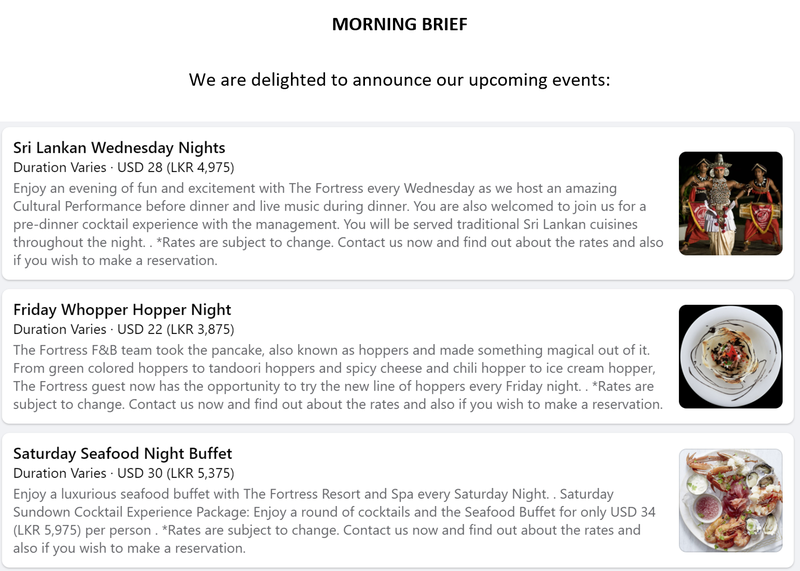 MORNING BRIEF
We are delighted to announce our upcoming events:
Sri Lankan Wednesday Nights
Duration Varies · USD 28 (LKR 4,975)
Enjoy an evening of fun and excitement with The Fortress every Wednesday as we host an amazing
Cultural Performance before dinner and live music during dinner. You are also welcomed to join us for a
pre-dinner cocktail experience with the management. You will be served traditional Sri Lankan cuisines
throughout the night. . *Rates are subject to change. Contact us now and find out about the rates and also
if you wish to make a reservation.
Friday Whopper Hopper Night
Duration Varies · USD 22 (LKR 3,875)
The Fortress F&B team took the pancake, also known as hoppers and made something magical out of it.
From green colored hoppers to tandoori hoppers and spicy cheese and chili hopper to ice cream hopper,
The Fortress guest now has the opportunity to try the new line of hoppers every Friday night. . *Rates are
subject to change. Contact us now and find out about the rates and also if you wish to make a reservation.
Saturday Seafood Night Buffet
Duration Varies · USD 30 (LKR 5,375)
Enjoy a luxurious seafood buffet with The Fortress Resort and Spa every Saturday Night. . Saturday
Sundown Cocktail Experience Package: Enjoy a round of cocktails and the Seafood Buffet for only USD 34
(LKR 5,975) per person . *Rates are subject to change. Contact us now and find out about the rates and
also if you wish to make a reservation.